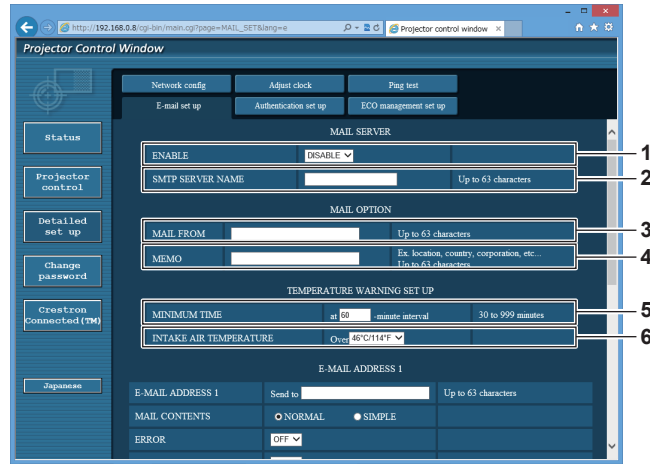 http://192.168.0.8/cgi-bin/main.cgi?page=MAIL_SET&lang=e
Projector control window
Projector Control Window
Network config Adjust clock Ping test
E-mail set up Authentication set up ECO management set up
Status
Projector control
Detailed set up
Change password
Crestron Connected(TM)
Japanese
MAIL SERVER
ENABLE DISABLE 1
SMTP SERVER NAME Up to 63 characters 2
MAIL OPTION
MAIL FROM Up to 63 characters 3
MEMO Ex. location, country, corporation, etc... 4
Up to 63 characters
TEMPERATURE WARNING SET UP
MINIMUM TIME at 60 -minute interval 30 to 999 minutes 5
INTAKE AIR TEMPERATURE Over 46°C/114°F 6
E-MAIL ADDRESS 1
E-MAIL ADDRESS 1 Send to Up to 63 characters
MAIL CONTENTS NORMAL SIMPLE
ERROR OFF